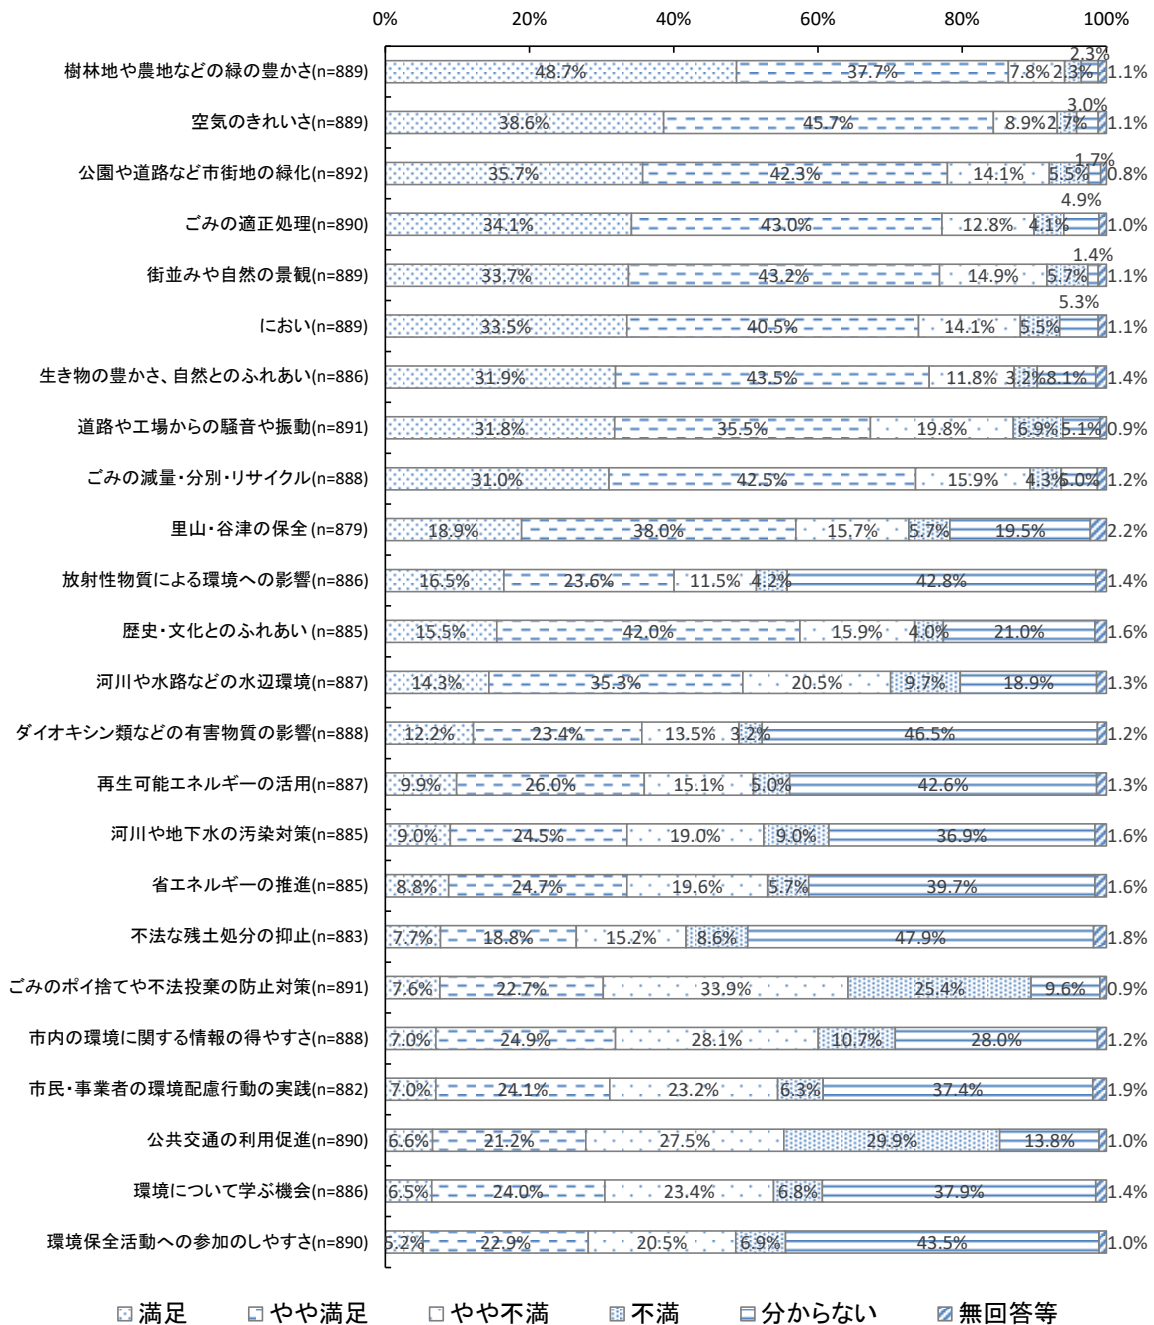 0% 20% 40% 60% 80% 100%
樹林地や農地などの緑の豊かさ(n=889) 48.7% 37.7% 7.8% 2.3% 2.3% 1.1%
空気のきれいさ(n=889) 38.6% 45.7% 8.9% 2.7% 3.0% 1.1%
公園や道路など市街地の緑化(n=892) 35.7% 42.3% 14.1% 5.5% 1.7% 0.8%
ごみの適正処理(n=890) 34.1% 43.0% 12.8% 4.1% 4.9% 1.0%
街並みや自然の景観(n=889) 33.7% 43.2% 14.9% 5.7% 1.4% 1.1%
におい(n=889) 33.5% 40.5% 14.1% 5.5% 5.3% 1.1%
生き物の豊かさ、自然とのふれあい(n=886) 31.9% 43.5% 11.8% 3.2% 8.1% 1.4%
道路や工場からの騒音や振動(n=891) 31.8% 35.5% 19.8% 6.9% 5.1% 0.9%
ごみの減量・分別・リサイクル(n=888) 31.0% 42.5% 15.9% 4.3% 5.0% 1.2%
里山・谷津の保全(n=879) 18.9% 38.0% 15.7% 5.7% 19.5% 2.2%
放射性物質による環境への影響(n=886) 16.5% 23.6% 11.5% 4.2% 42.8% 1.4%
歴史・文化とのふれあい(n=885) 15.5% 42.0% 15.9% 4.0% 21.0% 1.6%
河川や水路などの水辺環境(n=887) 14.3% 35.3% 20.5% 9.7% 18.9% 1.3%
ダイオキシン類などの有害物質の影響(n=888) 12.2% 23.4% 13.5% 3.2% 46.5% 1.2%
再生可能エネルギーの活用(n=887) 9.9% 26.0% 15.1% 5.0% 42.6% 1.3%
河川や地下水の汚染対策(n=885) 9.0% 24.5% 19.0% 9.0% 36.9% 1.6%
省エネルギーの推進(n=885) 8.8% 24.7% 19.6% 5.7% 39.7% 1.6%
不法な残土処分の抑止(n=883) 7.7% 18.8% 15.2% 8.6% 47.9% 1.8%
ごみのポイ捨てや不法投棄の防止対策(n=891) 7.6% 22.7% 33.9% 25.4% 9.6% 0.9%
市内の環境に関する情報の得やすさ(n=888) 7.0% 24.9% 28.1% 10.7% 28.0% 1.2%
市民・事業者の環境配慮行動の実践(n=882) 7.0% 24.1% 23.2% 6.3% 37.4% 1.9%
公共交通の利用促進(n=890) 6.6% 21.2% 27.5% 29.9% 13.8% 1.0%
環境について学ぶ機会(n=886) 6.5% 24.0% 23.4% 6.8% 37.9% 1.4%
環境保全活動への参加のしやすさ(n=890) 5.2% 22.9% 20.5% 6.9% 43.5% 1.0%
満足 やや満足 やや不満 不満 分からない 無回答等